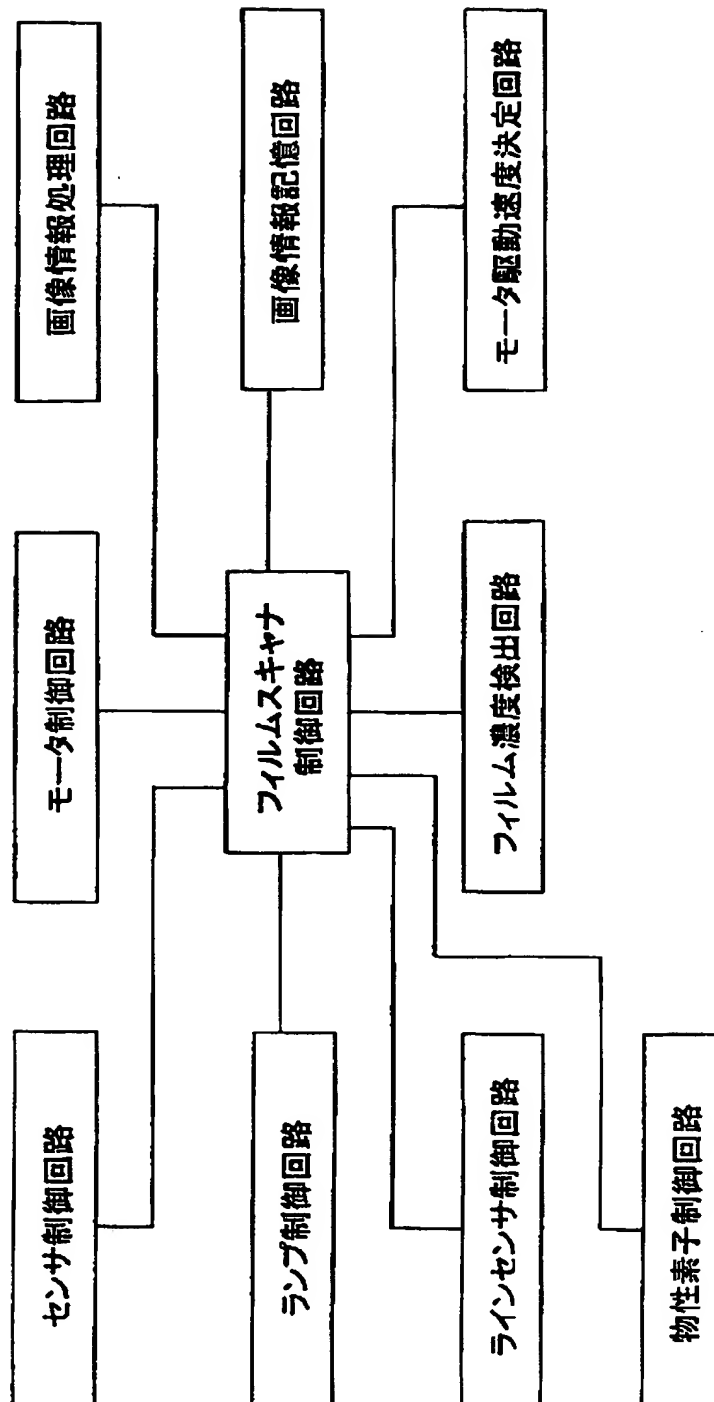 センサ制御回路
モータ制御回路
画像情報処理回路
ランプ制御回路
フィルムスキャナ
制御回路
画像情報記憶回路
ラインセンサ制御回路
フィルム濃度検出回路
モータ駆動速度決定回路
物性素子制御回路